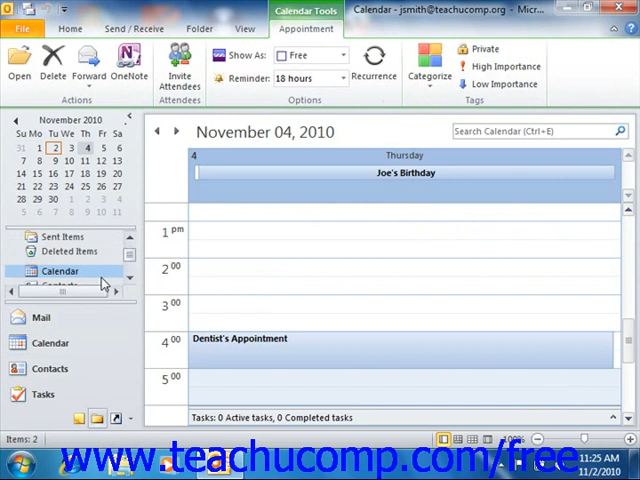 Calendar Tools
Calendar - jsmith@teachucomp.org - Micr...
File Home Send / Receive Folder View Appointment
Open Delete Forward OneNote
Actions
Invite Attendees
Attendees
Show As: Free
Reminder: 18 hours
Recurrence
Options
Categorize
Private
High Importance
Low Importance
Tags
November 2010
Su Mo Tu We Th Fr Sa
31 1 2 3 4 5 6
7 8 9 10 11 12 13
14 15 16 17 18 19 20
21 22 23 24 25 26 27
28 29 30 1 2 3 4
5 6 7 8 9 10 11
Sent Items
Deleted Items
Calendar
Contacts
Mail
Calendar
Contacts
Tasks
November 04, 2010
Search Calendar (Ctrl+E)
4 Thursday
Joe's Birthday
1 pm
2 00
3 00
4 00 Dentist's Appointment
5 00
Tasks: 0 Active tasks, 0 Completed tasks
Items: 2
100%
www.teachucomp.com/free
11:25 AM
11/2/2010